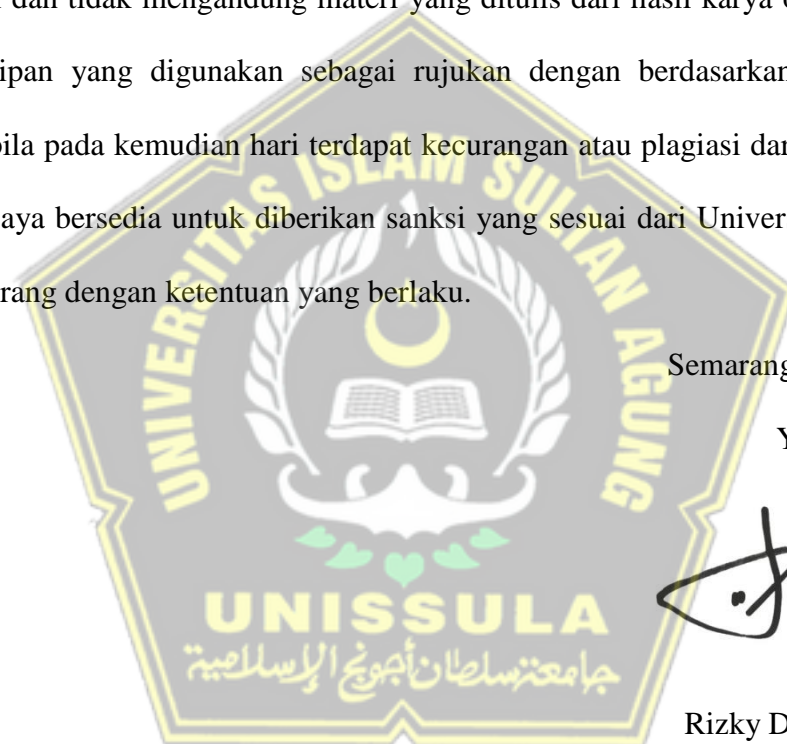 dan tidak mengandung materi yang ditulis dari hasil karya
ipan yang digunakan sebagai rujukan dengan berdasarkan
bila pada kemudian hari terdapat kecurangan atau plagiasi dar
aya bersedia untuk diberikan sanksi yang sesuai dari Univer
rang dengan ketentuan yang berlaku.
Semarang
Y
Rizky D
UNIVERSITAS ISLAM SULTAN AGUNG
UNISSULA
جامعة سلطان أجونج الإسلامية